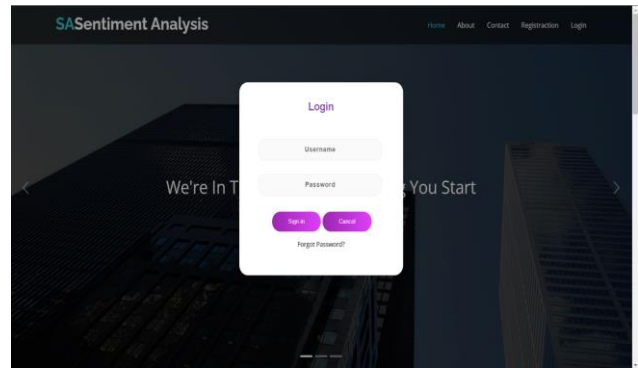 SASentiment Analysis
Home About Contact Registraction Login
Login
Username
We're In T You Start
Password
Sign in Cancel
Forgot Password?